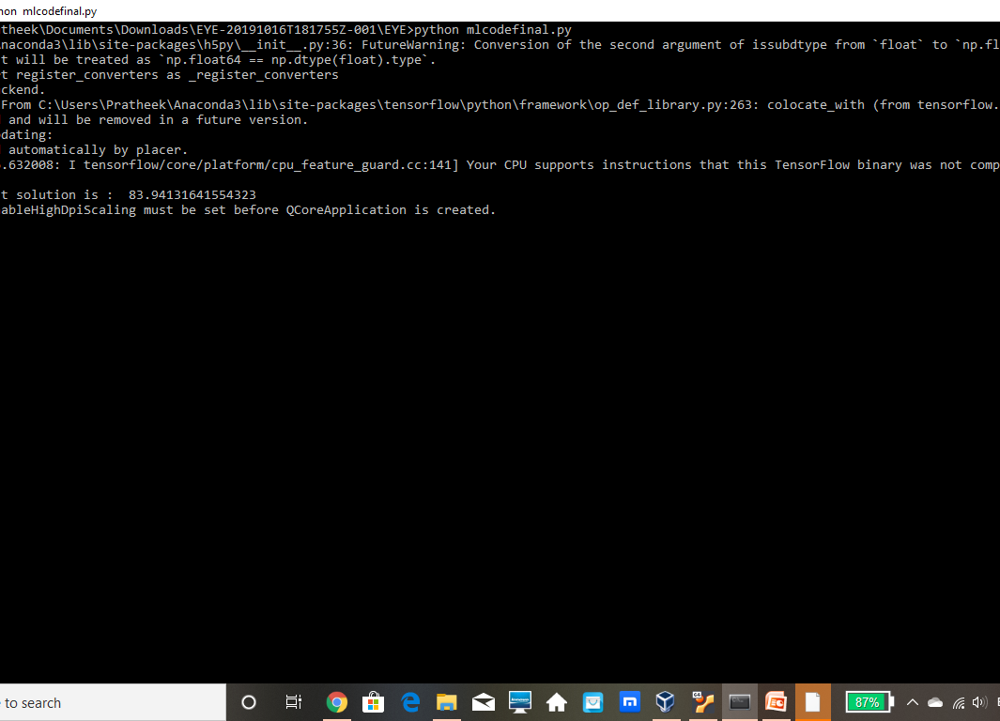 hon mlcodefinal.py
theek\Documents\Downloads\EYE-20191016T181755Z-001\EYE>python mlcodefinal.py
naconda3\lib\site-packages\h5py\__init__.py:36: FutureWarning: Conversion of the second argument of issubdtype from `float` to `np.fl
t will be treated as `np.float64 == np.dtype(float).type`.
t register_converters as _register_converters
ckend.
From C:\Users\Pratheek\Anaconda3\lib\site-packages\tensorflow\python\framework\op_def_library.py:263: colocate_with (from tensorflow.
and will be removed in a future version.
dating:
automatically by placer.
.632008: I tensorflow/core/platform/cpu_feature_guard.cc:141] Your CPU supports instructions that this TensorFlow binary was not comp
t solution is :  83.94131641554323
ableHighDpiScaling must be set before QCoreApplication is created.
to search
87%